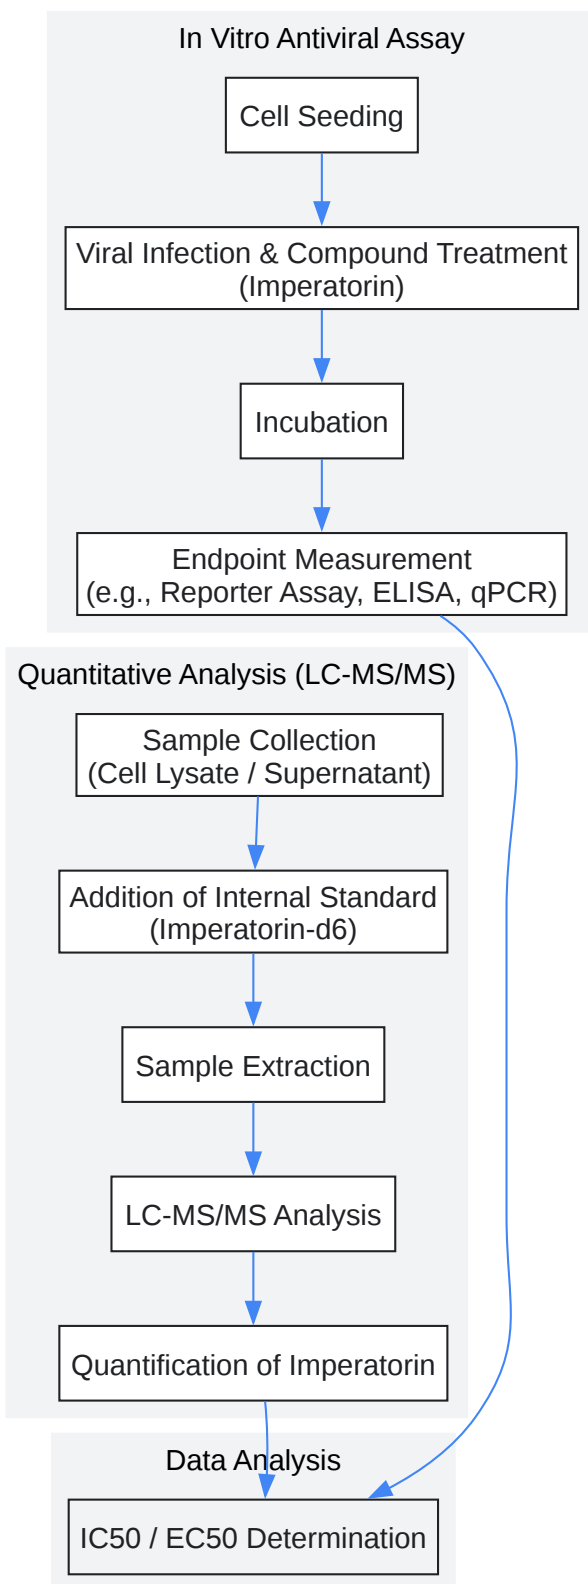 In Vitro Antiviral Assay
Cell Seeding
Viral Infection & Compound Treatment
(Imperatorin)
Incubation
Endpoint Measurement
(e.g., Reporter Assay, ELISA, qPCR)
Quantitative Analysis (LC-MS/MS)
Sample Collection
(Cell Lysate / Supernatant)
Addition of Internal Standard
(Imperatorin-d6)
Sample Extraction
LC-MS/MS Analysis
Quantification of Imperatorin
Data Analysis
IC50 / EC50 Determination